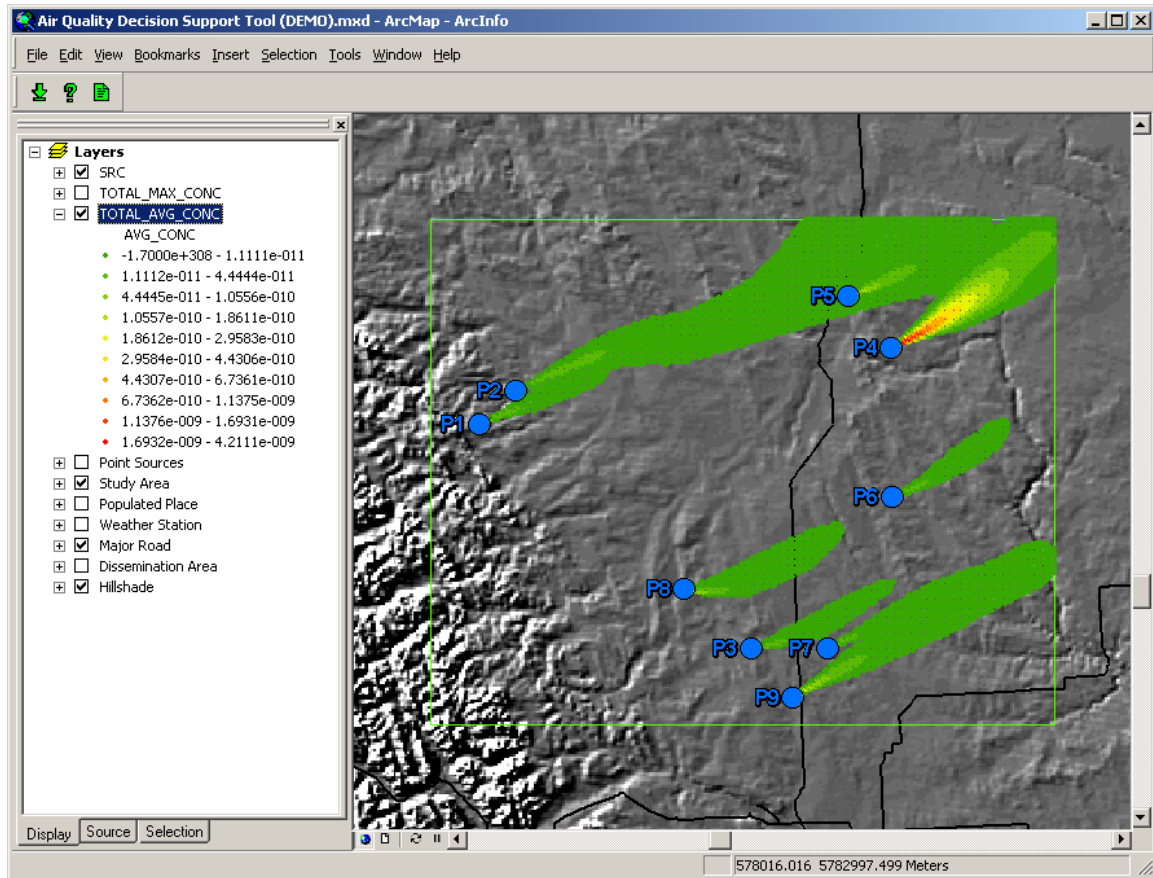 Air Quality Decision Support Tool (DEMO).mxd - ArcMap - ArcInfo
File Edit View Bookmarks Insert Selection Tools Window Help
Layers
SRC
TOTAL_MAX_CONC
TOTAL_AVG_CONC
AVG_CONC
-1.7000e+308 - 1.1111e-011
1.1112e-011 - 4.4444e-011
4.4445e-011 - 1.0556e-010
1.0557e-010 - 1.8611e-010
1.8612e-010 - 2.9583e-010
2.9584e-010 - 4.4306e-010
4.4307e-010 - 6.7361e-010
6.7362e-010 - 1.1375e-009
1.1376e-009 - 1.6931e-009
1.6932e-009 - 4.2111e-009
Point Sources
Study Area
Populated Place
Weather Station
Major Road
Dissemination Area
Hillshade
Display Source Selection
P5
P4
P2
P1
P6
P8
P3 P7
P9
578016.016 5782997.499 Meters